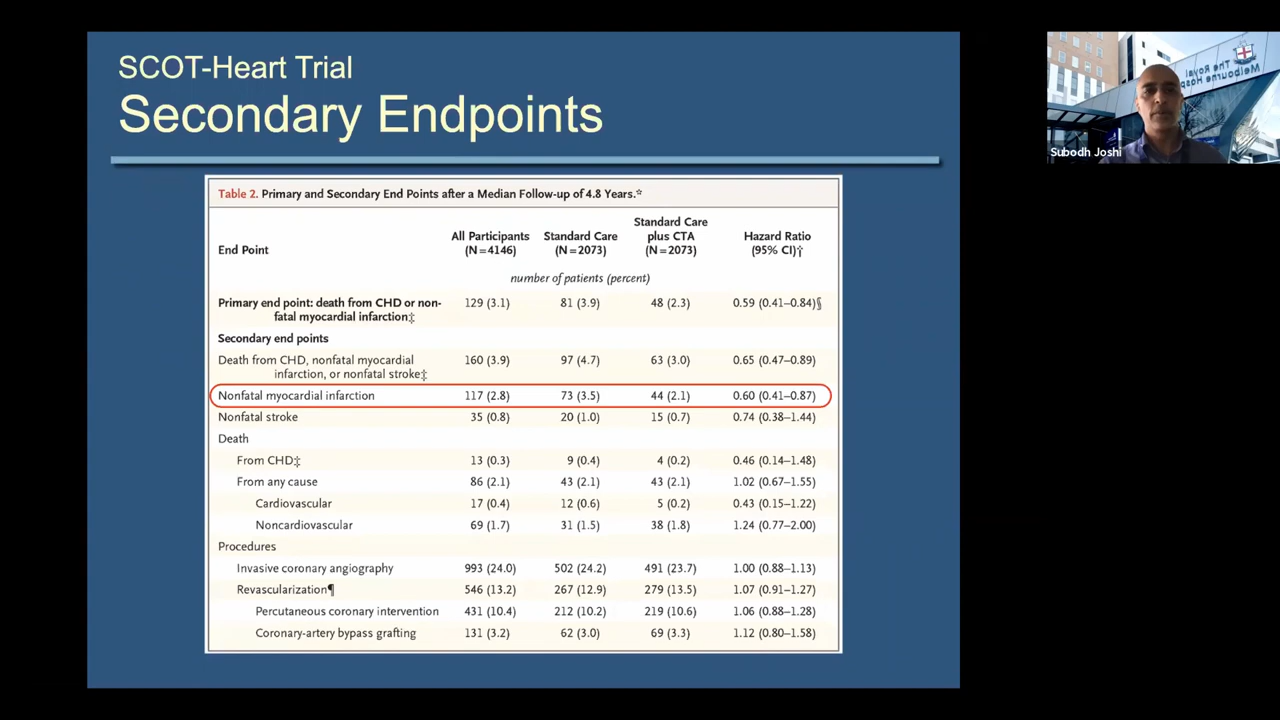 SCOT-Heart Trial
Secondary Endpoints
Table 2. Primary and Secondary End Points after a Median Follow-up of 4.8 Years.*
End Point All Participants (N=4146) Standard Care (N=2073) Standard Care plus CTA (N=2073) Hazard Ratio (95% CI)†
number of patients (percent)
Primary end point: death from CHD or non-
fatal myocardial infarction‡ 129 (3.1) 81 (3.9) 48 (2.3) 0.59 (0.41–0.84)§
Secondary end points
Death from CHD, nonfatal myocardial
infarction, or nonfatal stroke‡ 160 (3.9) 97 (4.7) 63 (3.0) 0.65 (0.47–0.89)
Nonfatal myocardial infarction 117 (2.8) 73 (3.5) 44 (2.1) 0.60 (0.41–0.87)
Nonfatal stroke 35 (0.8) 20 (1.0) 15 (0.7) 0.74 (0.38–1.44)
Death
From CHD‡ 13 (0.3) 9 (0.4) 4 (0.2) 0.46 (0.14–1.48)
From any cause 86 (2.1) 43 (2.1) 43 (2.1) 1.02 (0.67–1.55)
Cardiovascular 17 (0.4) 12 (0.6) 5 (0.2) 0.43 (0.15–1.22)
Noncardiovascular 69 (1.7) 31 (1.5) 38 (1.8) 1.24 (0.77–2.00)
Procedures
Invasive coronary angiography 993 (24.0) 502 (24.2) 491 (23.7) 1.00 (0.88–1.13)
Revascularization¶ 546 (13.2) 267 (12.9) 279 (13.5) 1.07 (0.91–1.27)
Percutaneous coronary intervention 431 (10.4) 212 (10.2) 219 (10.6) 1.06 (0.88–1.28)
Coronary-artery bypass grafting 131 (3.2) 62 (3.0) 69 (3.3) 1.12 (0.80–1.58)
The Royal
Melbourne Hosp
Subodh Joshi